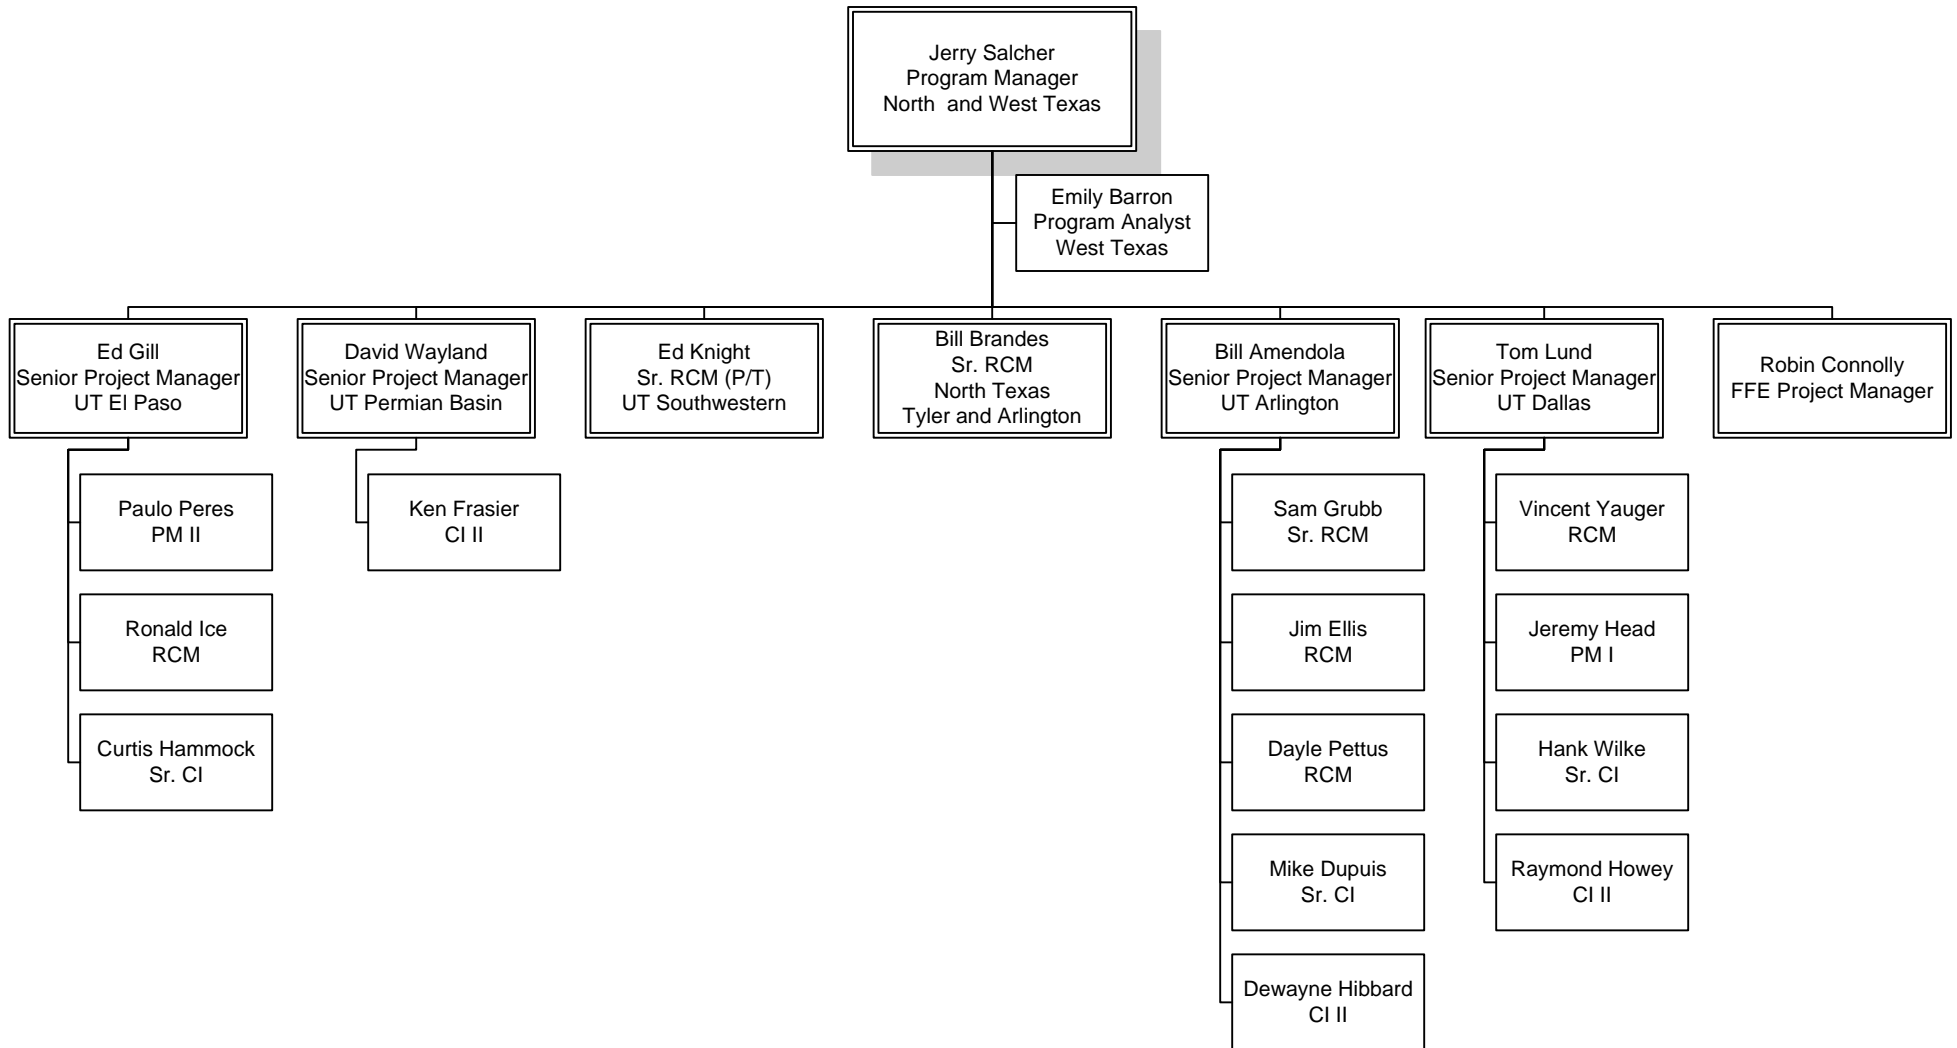 Jerry Salcher
Program Manager
North  and West Texas
Emily Barron
Program Analyst
West Texas
Ed Gill
Senior Project Manager
UT El Paso
David Wayland
Senior Project Manager
UT Permian Basin
Ed Knight
Sr. RCM (P/T)
UT Southwestern
Bill Brandes
Sr. RCM
North Texas
Tyler and Arlington
Bill Amendola
Senior Project Manager
UT Arlington
Tom Lund
Senior Project Manager
UT Dallas
Robin Connolly
FFE Project Manager
Paulo Peres
PM II
Ronald Ice
RCM
Curtis Hammock
Sr. CI
Ken Frasier
CI II
Sam Grubb
Sr. RCM
Jim Ellis
RCM
Dayle Pettus
RCM
Mike Dupuis
Sr. CI
Dewayne Hibbard
CI II
Vincent Yauger
RCM
Jeremy Head
PM I
Hank Wilke
Sr. CI
Raymond Howey
CI II